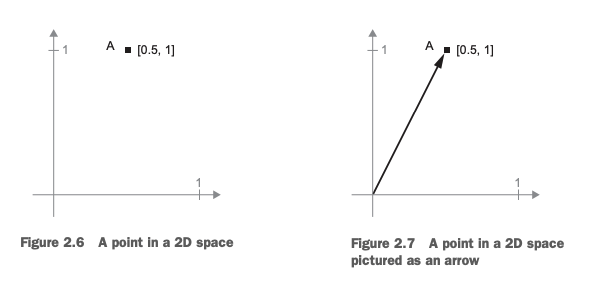 1
A
[0.5, 1]
1
Figure 2.6 A point in a 2D space
1
A
[0.5, 1]
1
Figure 2.7 A point in a 2D space
pictured as an arrow